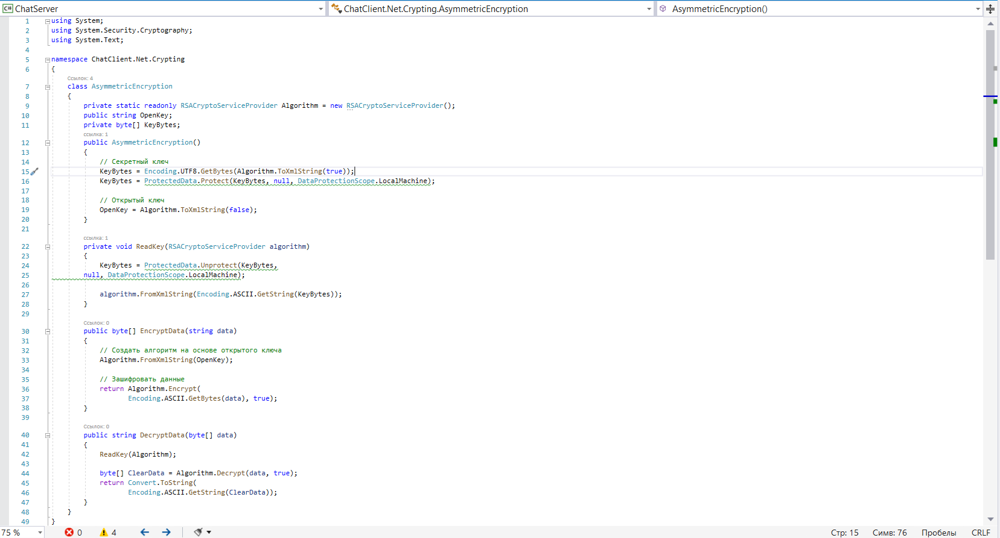 C# ChatServer ChatClient.Net.Crypting.AsymmetricEncryption AsymmetricEncryption()
1 using System;
2 using System.Security.Cryptography;
3 using System.Text;
4
5 namespace ChatClient.Net.Crypting
6 {
Ссылок: 4
7 class AsymmetricEncryption
8 {
9 private static readonly RSACryptoServiceProvider Algorithm = new RSACryptoServiceProvider();
10 public string OpenKey;
11 private byte[] KeyBytes;
ссылка: 1
12 public AsymmetricEncryption()
13 {
14 // Секретный ключ
15 KeyBytes = Encoding.UTF8.GetBytes(Algorithm.ToXmlString(true));
16 KeyBytes = ProtectedData.Protect(KeyBytes, null, DataProtectionScope.LocalMachine);
17
18 // Открытый ключ
19 OpenKey = Algorithm.ToXmlString(false);
20 }
21
ссылка: 1
22 private void ReadKey(RSACryptoServiceProvider algorithm)
23 {
24 KeyBytes = ProtectedData.Unprotect(KeyBytes,
25 null, DataProtectionScope.LocalMachine);
26
27 algorithm.FromXmlString(Encoding.ASCII.GetString(KeyBytes));
28 }
29
Ссылок: 0
30 public byte[] EncryptData(string data)
31 {
32 // Создать алгоритм на основе открытого ключа
33 Algorithm.FromXmlString(OpenKey);
34
35 // Зашифровать данные
36 return Algorithm.Encrypt(
37 Encoding.ASCII.GetBytes(data), true);
38 }
39
Ссылок: 0
40 public string DecryptData(byte[] data)
41 {
42 ReadKey(Algorithm);
43
44 byte[] ClearData = Algorithm.Decrypt(data, true);
45 return Convert.ToString(
46 Encoding.ASCII.GetString(ClearData));
47 }
48 }
49 }
75 % 0 4 Стр: 15 Симв: 76 Пробелы CRLF